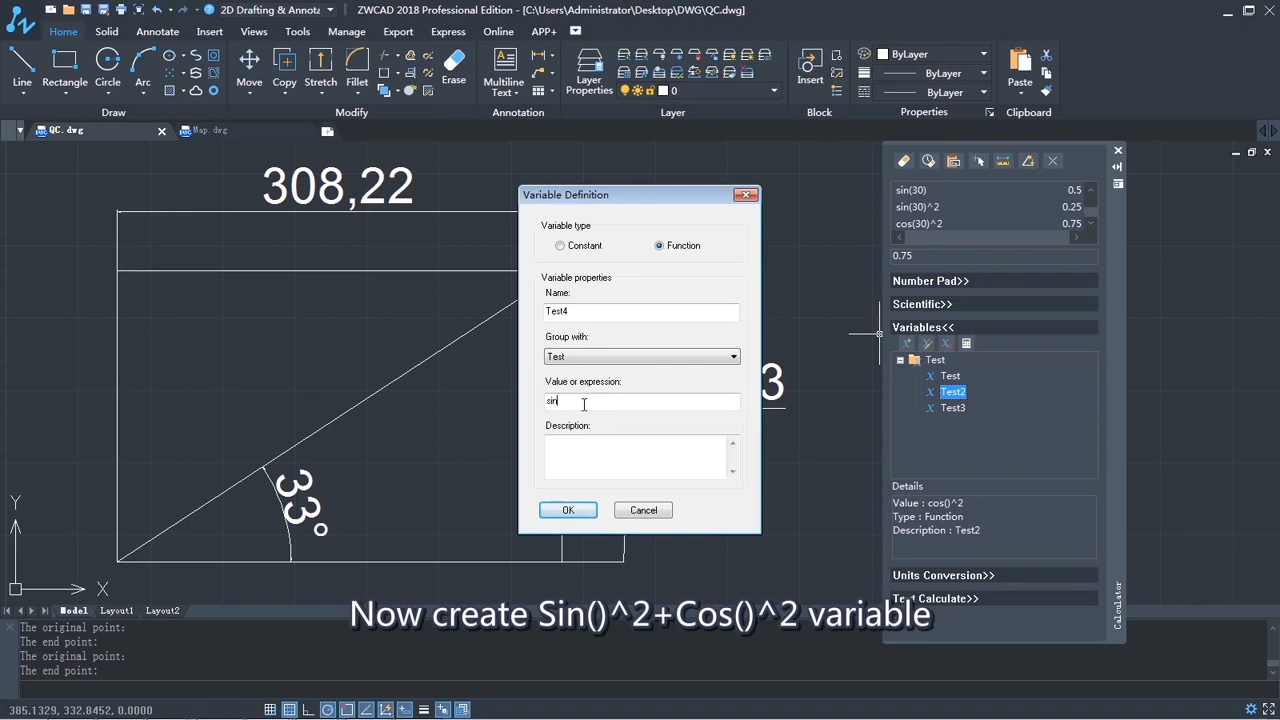 2D Drafting & Annota
ZWCAD 2018 Professional Edition - [C:\Users\Administrator\Desktop\DWG\QC.dwg]
Home Solid Annotate Insert Views Tools Manage Export Express Online APP+
Line Rectangle Circle Arc Move Copy Stretch Fillet Erase Multiline Text Layer Properties Insert Paste
ByLayer
ByLayer
ByLayer
0
Draw Modify Annotation Layer Block Properties Clipboard
QC.dwg Map.dwg
308,22
33°
3
Y
X
Variable Definition
Variable type
Constant Function
Variable properties
Name:
Test4
Group with:
Test
Value or expression:
sin
Description:
OK Cancel
sin(30) 0.5
sin(30)^2 0.25
cos(30)^2 0.75
0.75
Number Pad>>
Scientific>>
Variables<<
Test
Test
Test2
Test3
Details
Value : cos()^2
Type : Function
Description : Test2
Units Conversion>>
Text Calculate>>
Calculator
Model Layout1 Layout2
Now create Sin()^2+Cos()^2 variable
The original point:
The end point:
The original point:
The end point:
385.1329, 332.8452, 0.0000